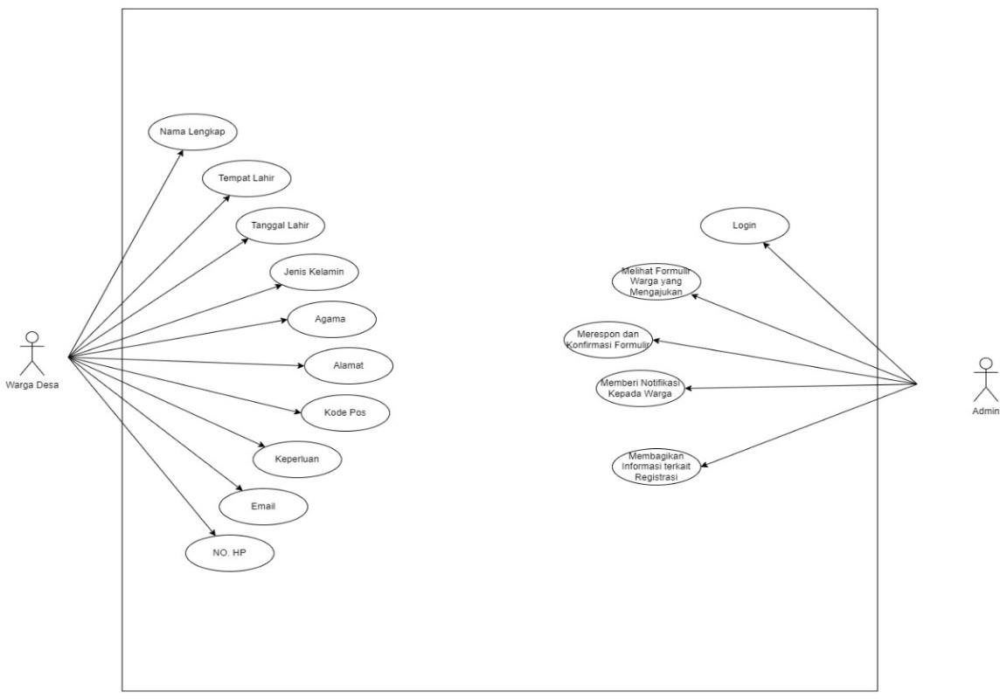 Nama Lengkap
Tempat Lahir
Tanggal Lahir
Jenis Kelamin
Agama
Alamat
Kode Pos
Keperluan
Email
NO. HP
Warga Desa
Login
Melihat Formulir
Warga yang
Mengajukan
Merespon dan
Konfirmasi Formulir
Memberi Notifikasi
Kepada Warga
Membagikan
Informasi terkait
Registrasi
Admin